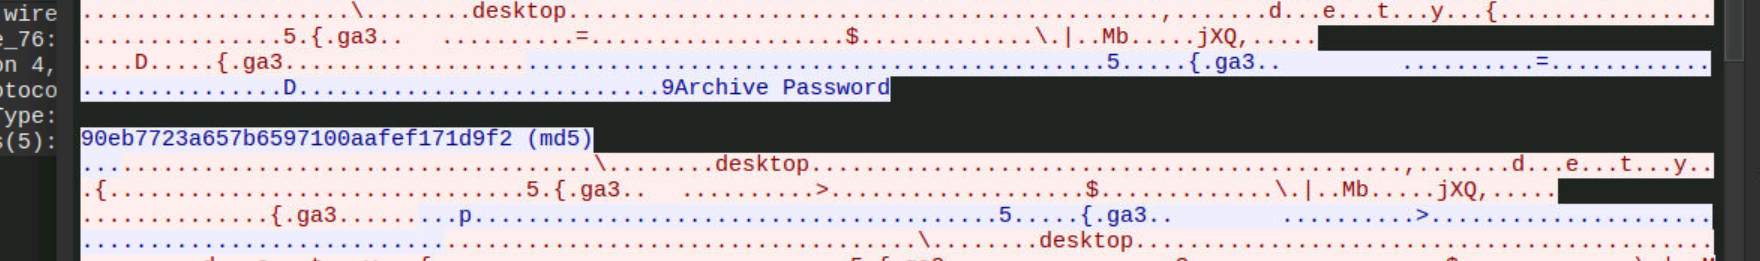 wire
...................\........desktop............................................,.......d...e...t...y...{................
e_76:
...............5.{.ga3.. ...........=...................$.............\.|..Mb.....jXQ,.....
on 4,
....D.....{.ga3.............................................................5.....{.ga3.. ..........=............
otoco
...............D...........................9Archive Password
Type:
s(5):
90eb7723a657b6597100aafef171d9f2 (md5)
......................................\........desktop............................................,.......d...e...t...y..
.{...............................5.{.ga3.. ..........>...................$.............\.|..Mb.....jXQ,.....
..............{.ga3.........p.......................................5.....{.ga3.. ..........>.....................
..............................................................\........desktop...........................................